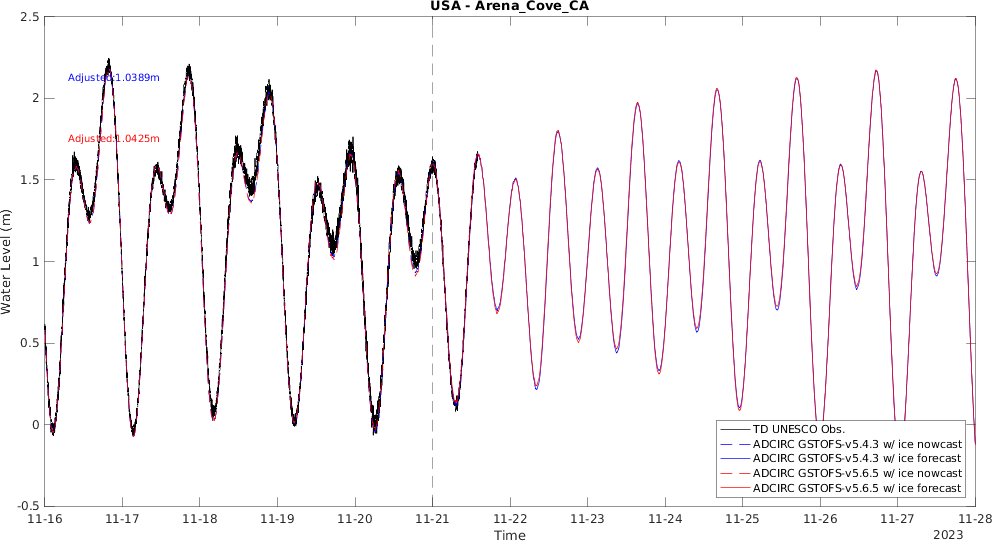 USA - Arena_Cove_CA
2.5
2
1.5
1
0.5
0
-0.5
Water Level (m)
Adjusted:1.0389m
Adjusted:1.0425m
TD UNESCO Obs.
ADCIRC GSTOFS-v5.4.3 w/ ice nowcast
ADCIRC GSTOFS-v5.4.3 w/ ice forecast
ADCIRC GSTOFS-v5.6.5 w/ ice nowcast
ADCIRC GSTOFS-v5.6.5 w/ ice forecast
11-16 11-17 11-18 11-19 11-20 11-21 11-22 11-23 11-24 11-25 11-26 11-27 11-28
Time
2023